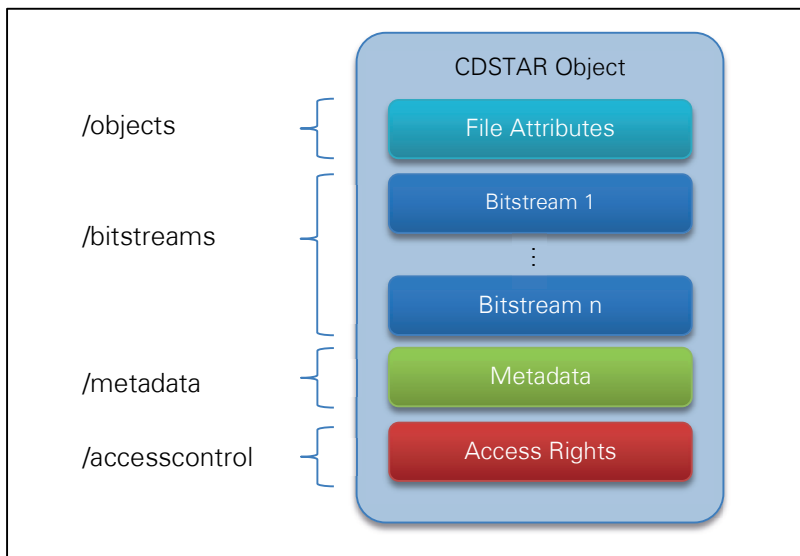 CDSTAR Object
/objects
File Attributes
/bitstreams
Bitstream 1
⋮
Bitstream n
/metadata
Metadata
/accesscontrol
Access Rights